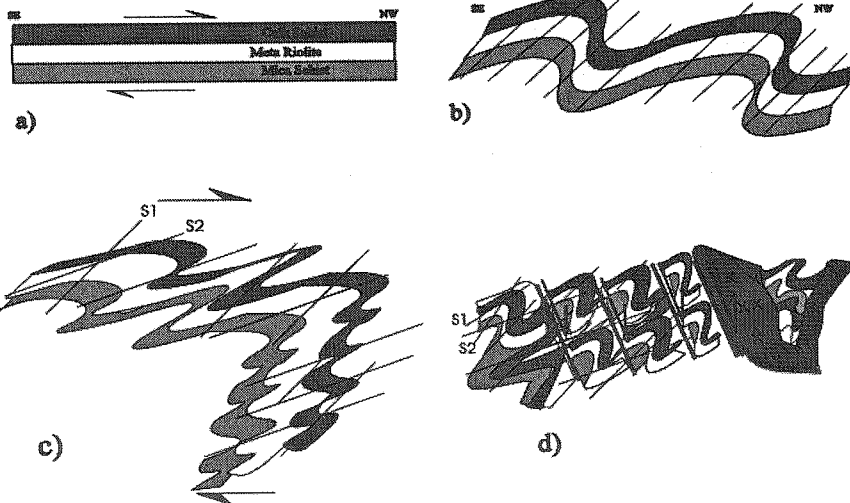 SE NW
Meta Riolite
Mica Schist
a)
SE NW
b)
S1
S2
c)
S1
S2
d)